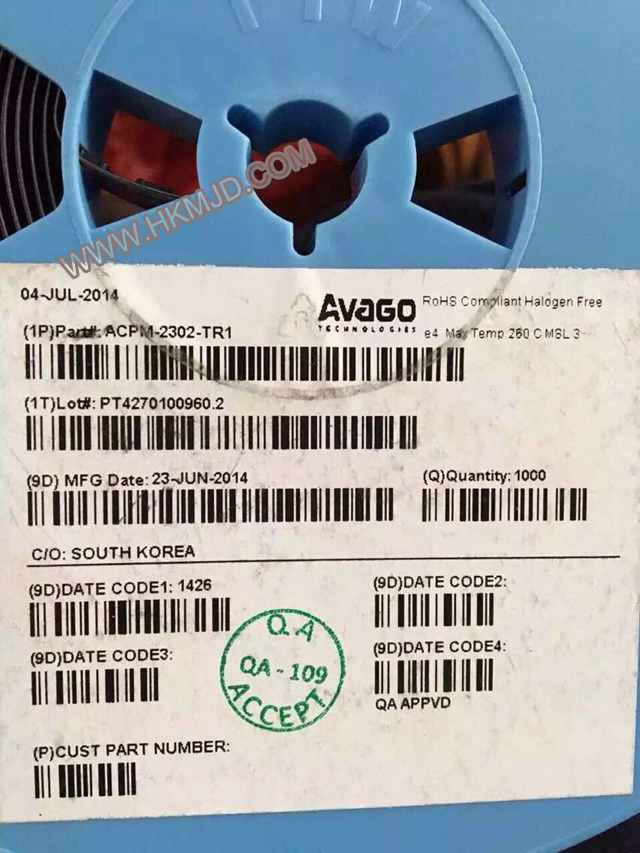 WWW.HKMJD.COM
04-JUL-2014
AVAGO
TECHNOLOGIES
RoHS Compliant Halogen Free
e4 Max Temp 260 C MSL 3
(1P)Part#: ACPM-2302-TR1
(1T)Lot#: PT4270100960.2
(9D) MFG Date: 23-JUN-2014
(Q)Quantity: 1000
C/O: SOUTH KOREA
(9D)DATE CODE1: 1426
(9D)DATE CODE2:
(9D)DATE CODE3:
(9D)DATE CODE4:
QA APPVD
QA
QA-109
ACCEPT
(P)CUST PART NUMBER: